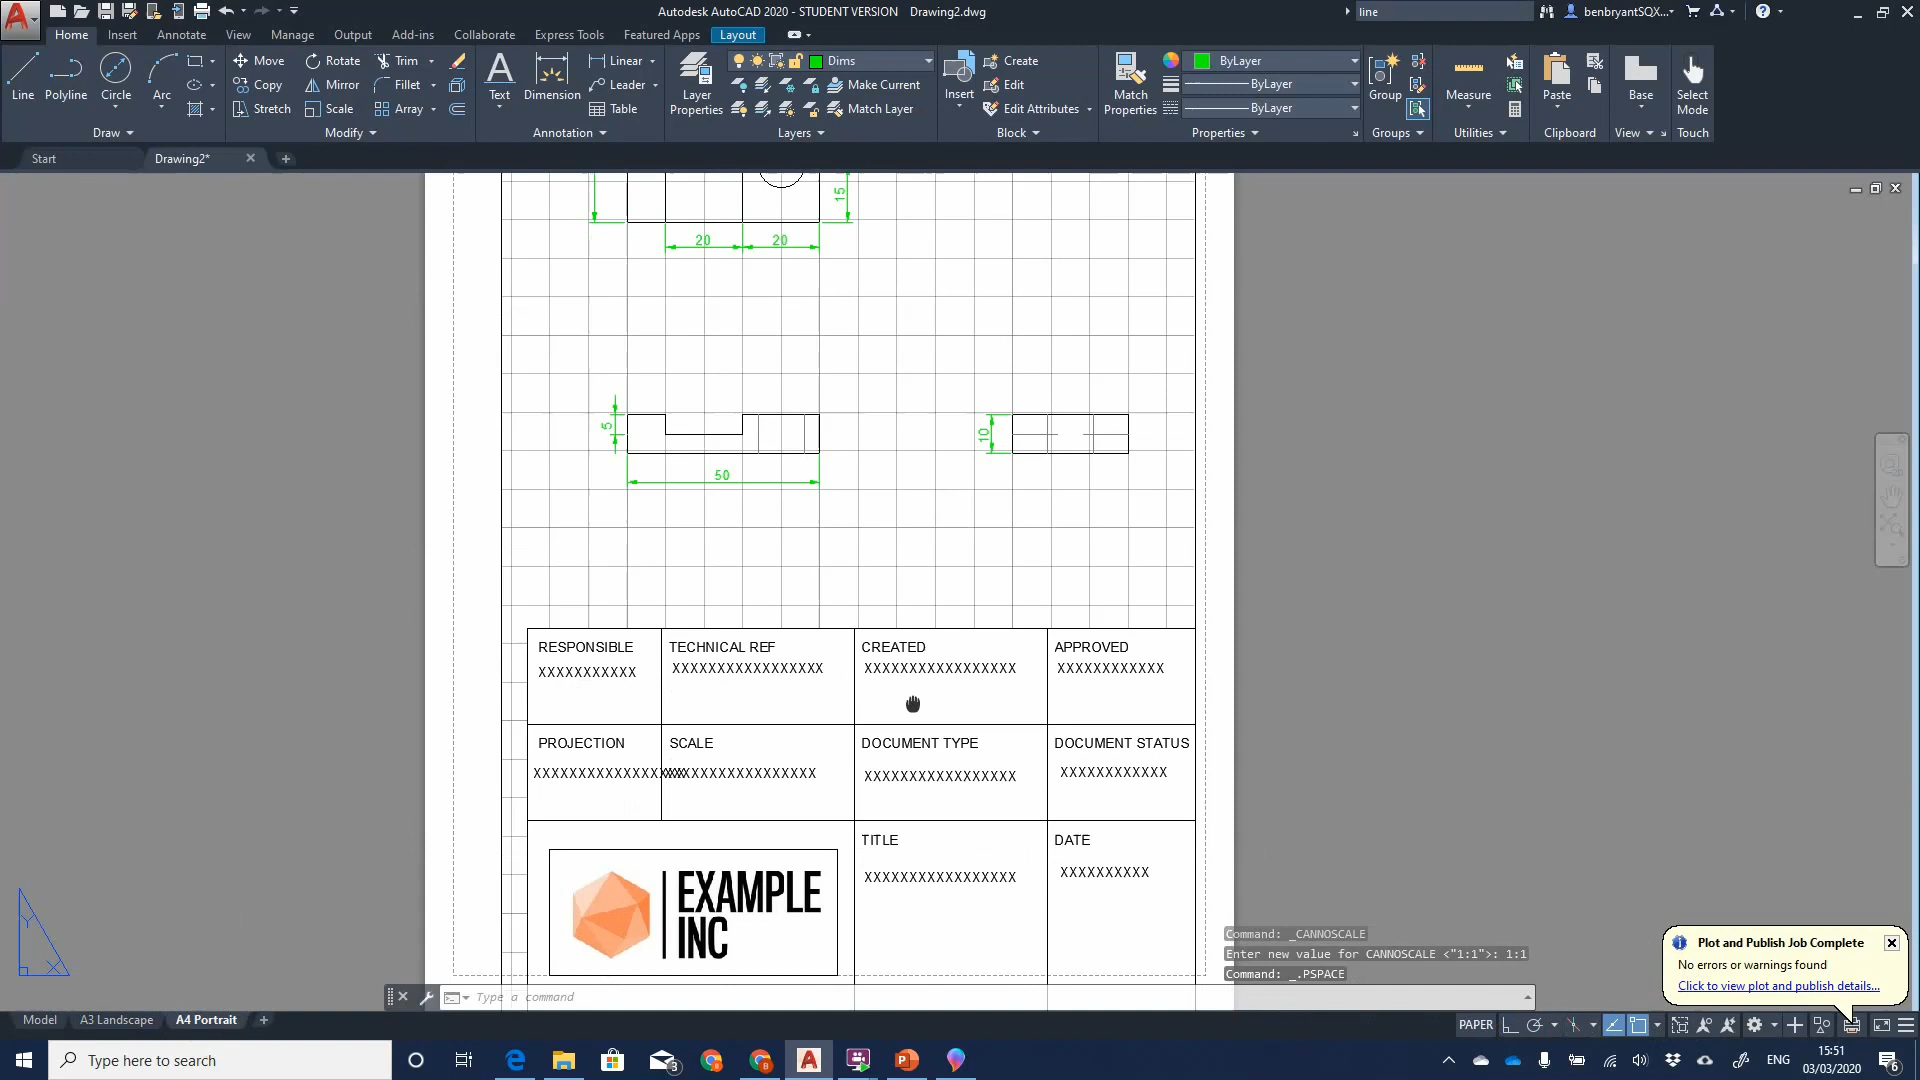 Autodesk AutoCAD 2020 - STUDENT VERSION Drawing2.dwg
line
benbryantSQX...
Home Insert Annotate View Manage Output Add-ins Collaborate Express Tools Featured Apps Layout
Line Polyline Circle Arc
Move Rotate Trim
Copy Mirror Fillet
Stretch Scale Array
Text Dimension
Linear
Leader
Table
Layer Properties
Dims
Make Current
Match Layer
Insert
Create
Edit
Edit Attributes
Match Properties
ByLayer
ByLayer
ByLayer
Group
Measure
Paste
Base
Select Mode
Draw Modify Annotation Layers Block Properties Groups Utilities Clipboard View Touch
Start Drawing2*
15
20 20
5
10
50
RESPONSIBLE TECHNICAL REF CREATED APPROVED
XXXXXXXXXXX XXXXXXXXXXXXXXXXX XXXXXXXXXXXXXXXXX XXXXXXXXXXXX
PROJECTION SCALE DOCUMENT TYPE DOCUMENT STATUS
XXXXXXXXXXXXXXXXX XXXXXXXXXXXXXXXXX XXXXXXXXXXXXXXXXX XXXXXXXXXXXX
TITLE DATE
XXXXXXXXXXXXXXXXX XXXXXXXXXX
EXAMPLE
INC
Y
X
Command: _CANNOSCALE
Enter new value for CANNOSCALE <"1:1">: 1:1
Command: _.PSPACE
Type a command
Plot and Publish Job Complete
No errors or warnings found
Click to view plot and publish details...
Model A3 Landscape A4 Portrait
PAPER
Type here to search
3
ENG
15:51
03/03/2020
6